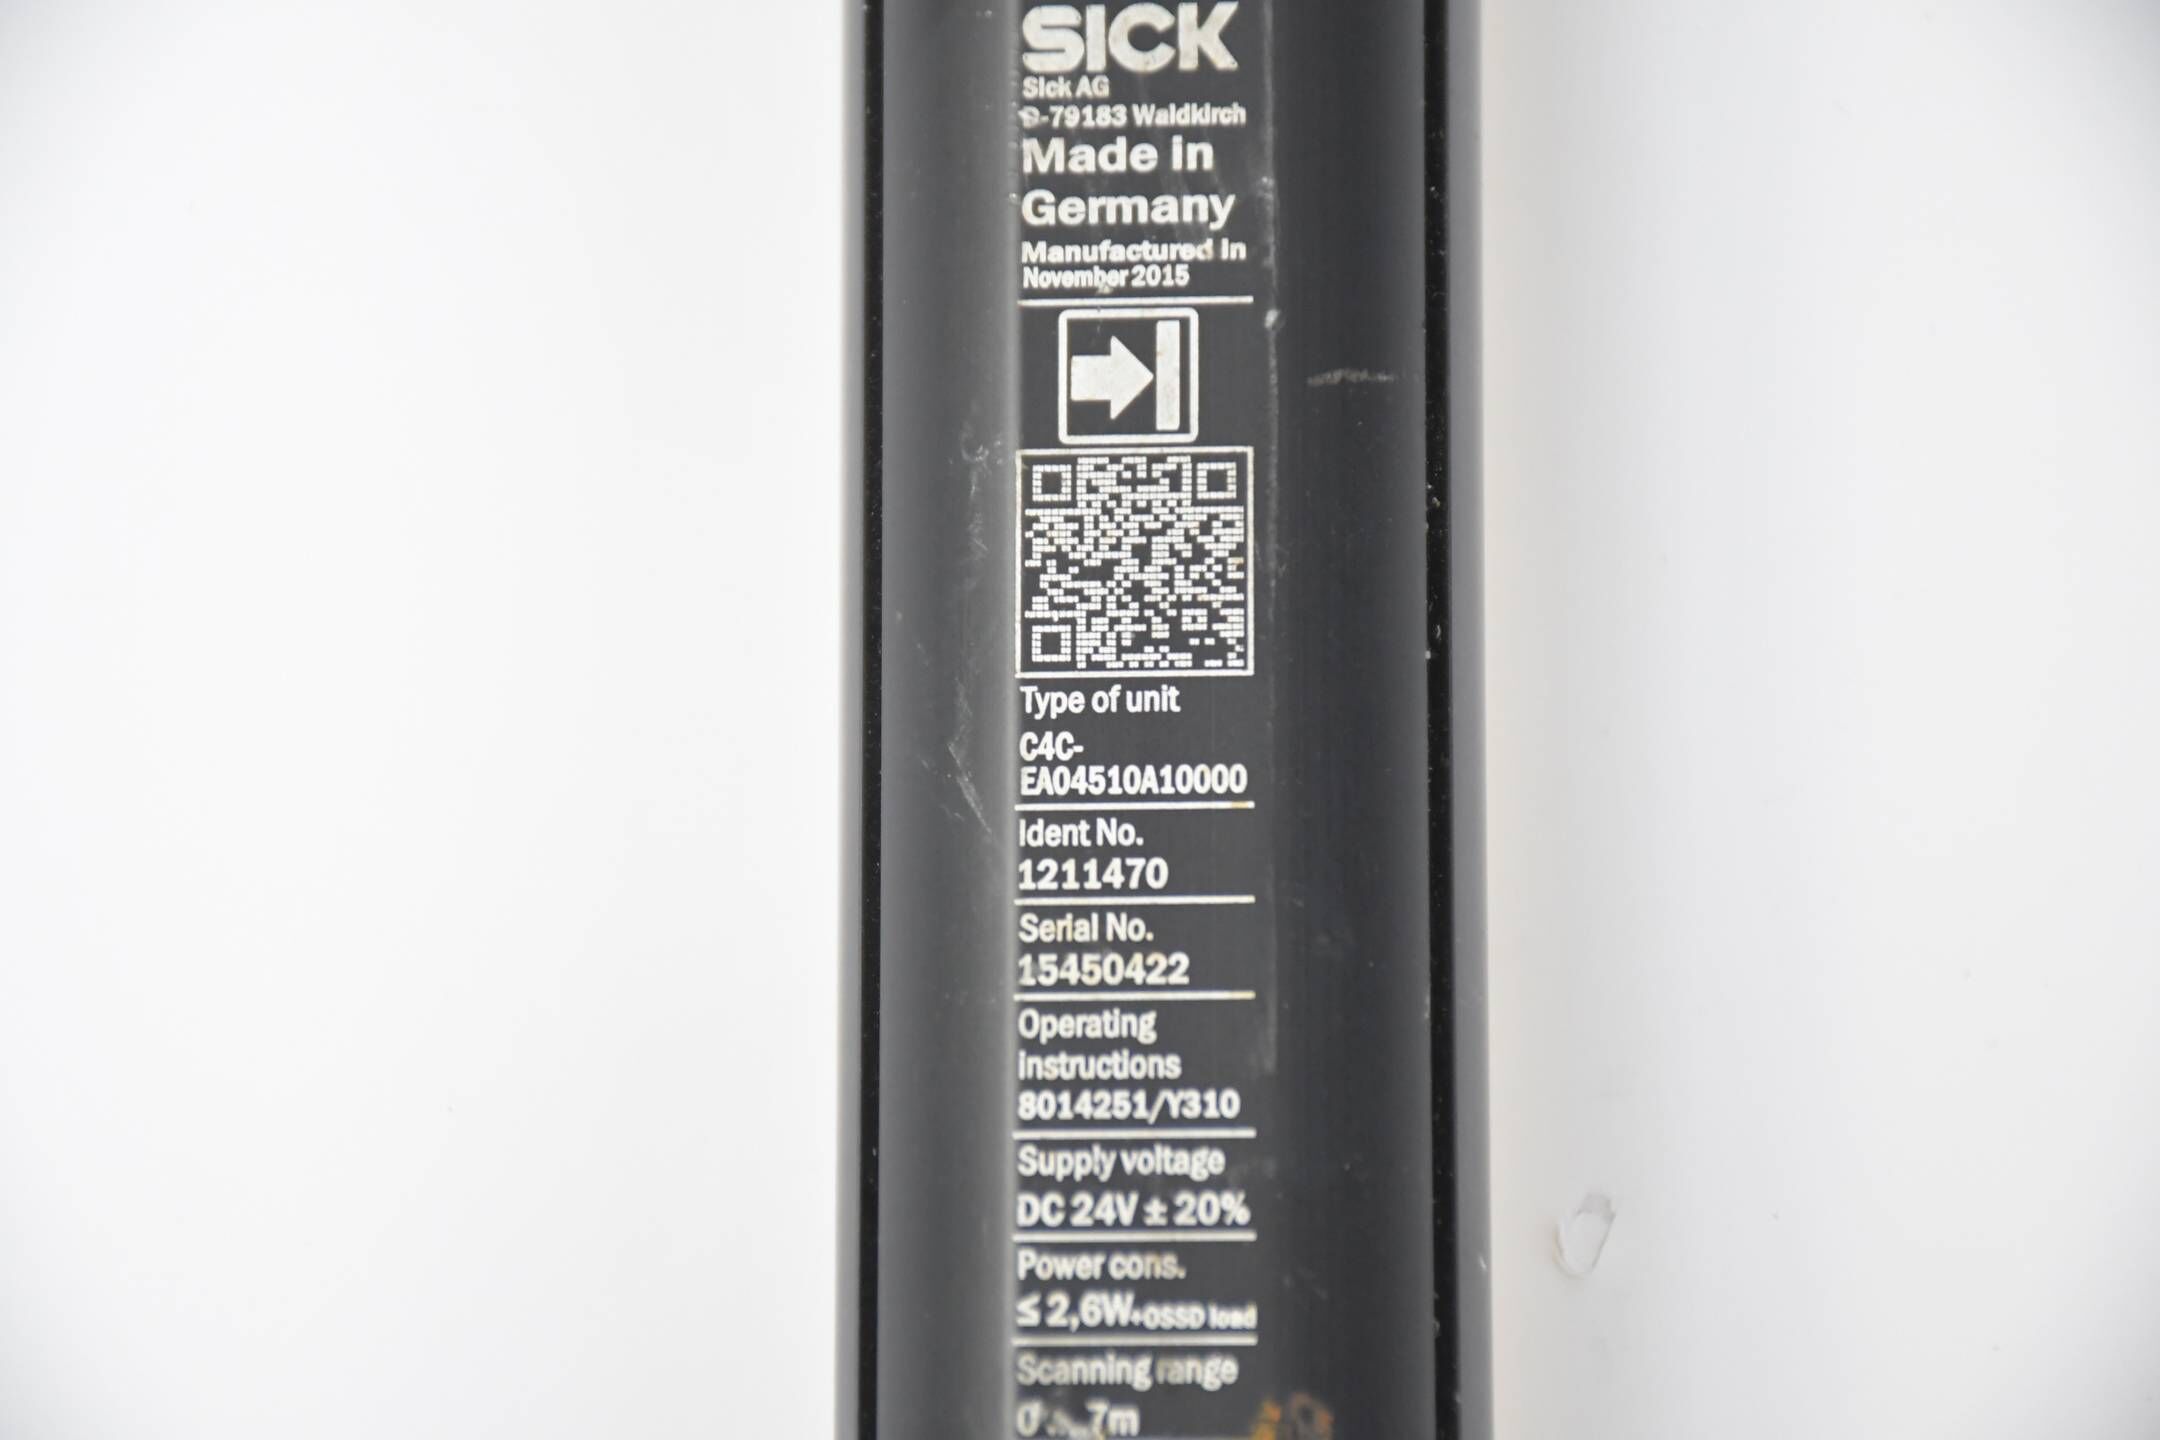 SICK
Sick AG
D-79183 Waldkirch
Made in
Germany
Manufactured in
November 2015
Type of unit
C4C-
EA04510A10000
Ident No.
1211470
Serial No.
15450422
Operating
instructions
8014251/Y310
Supply voltage
DC 24V ± 20%
Power cons.
≤ 2,6W+OSSD load
Scanning range
7m